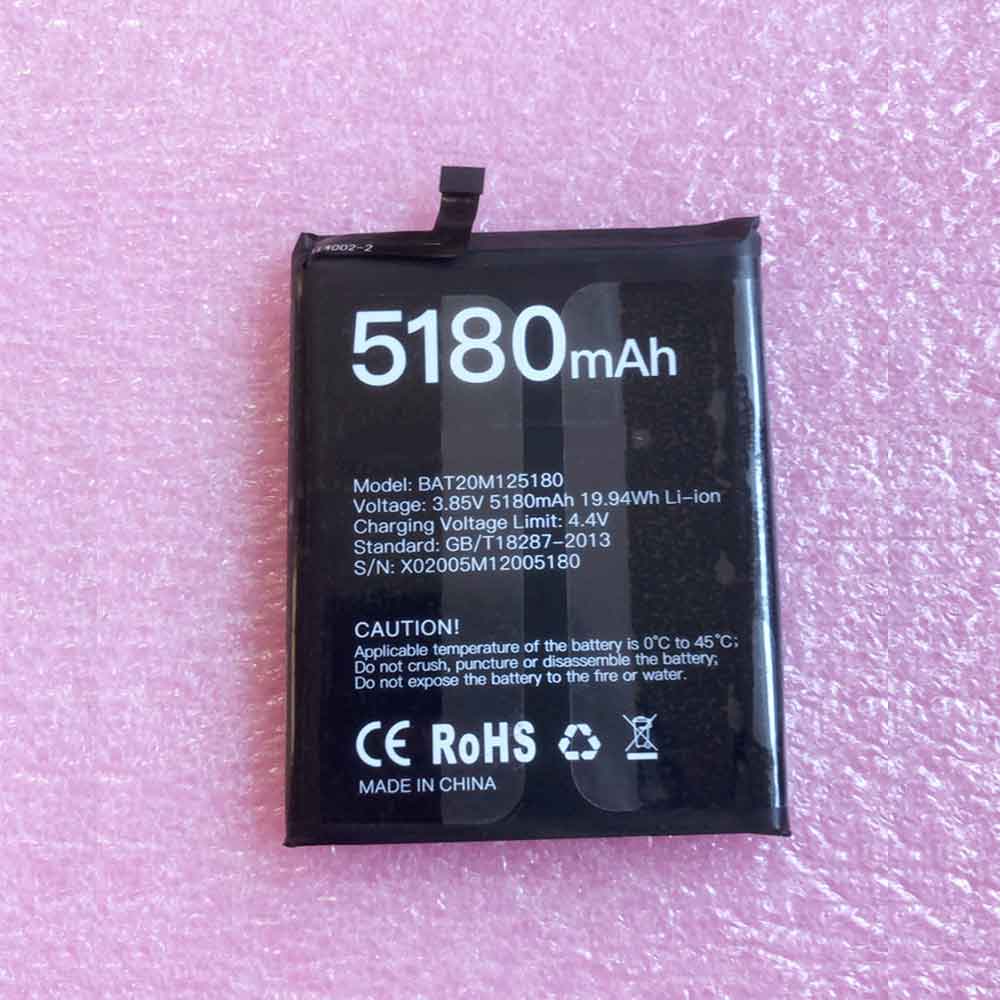 5180mAh
Model: BAT20M125180
Voltage: 3.85V 5180mAh 19.94Wh Li-ion
Charging Voltage Limit: 4.4V
Standard: GB/T18287-2013
S/N: X02005M12005180
CAUTION!
Applicable temperature of the battery is 0°C to 45°C;
Do not crush, puncture or disassemble the battery;
Do not expose the battery to the fire or water.
CE RoHS
MADE IN CHINA